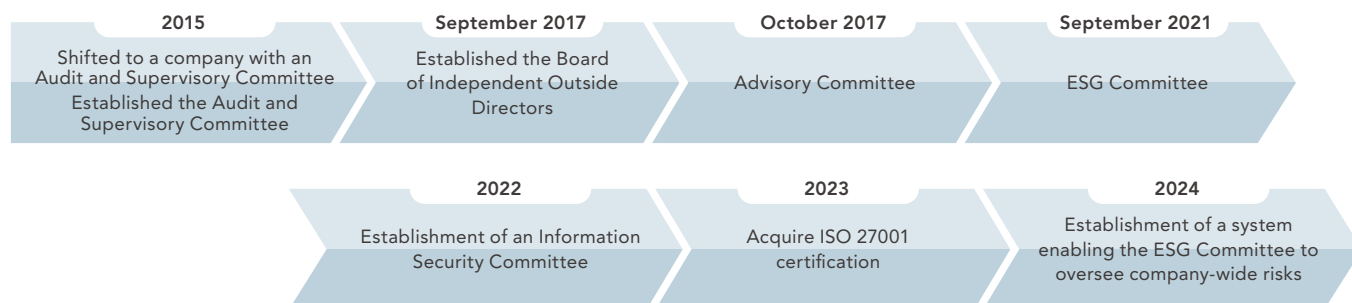 2015
Shifted to a company with an
Audit and Supervisory Committee
Established the Audit and
Supervisory Committee
September 2017
Established the Board
of Independent Outside
Directors
October 2017
Advisory Committee
September 2021
ESG Committee
2022
Establishment of an Information
Security Committee
2023
Acquire ISO 27001
certification
2024
Establishment of a system
enabling the ESG Committee to
oversee company-wide risks